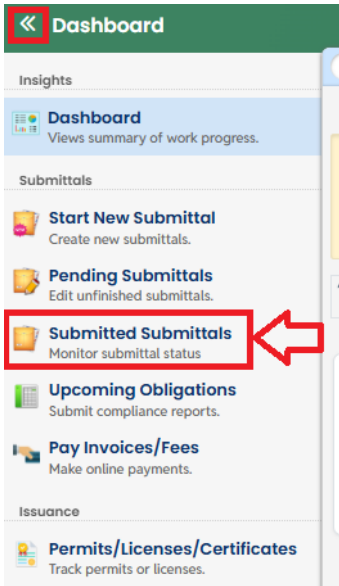 Dashboard
Insights
Dashboard
Views summary of work progress.
Submittals
Start New Submittal
Create new submittals.
Pending Submittals
Edit unfinished submittals.
Submitted Submittals
Monitor submittal status
Upcoming Obligations
Submit compliance reports.
Pay Invoices/Fees
Make online payments.
Issuance
Permits/Licenses/Certificates
Track permits or licenses.